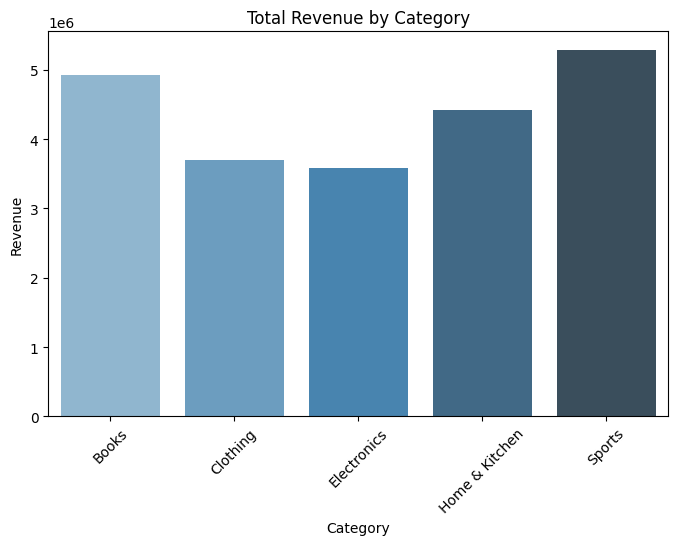 Total Revenue by Category
1e6
5
4
3
2
1
0
Revenue
Books
Clothing
Electronics
Home & Kitchen
Sports
Category